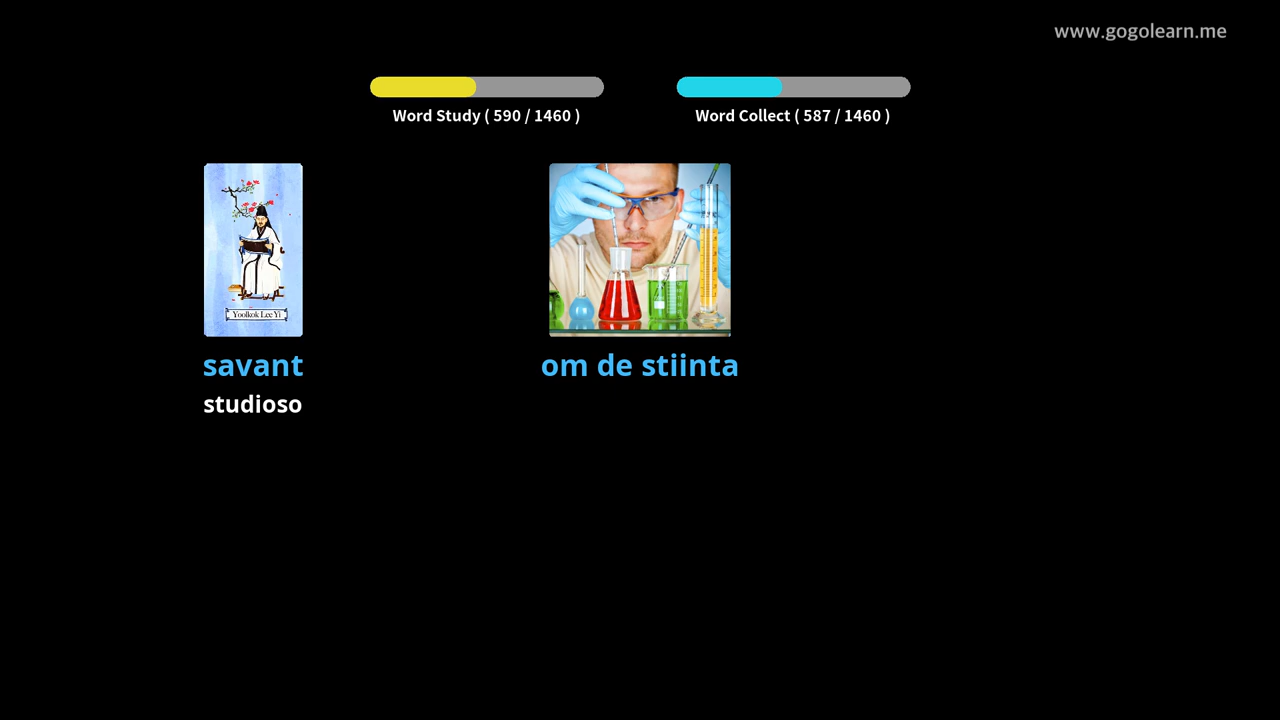 www.gogolearn.me
Word Study ( 590 / 1460 )
Word Collect ( 587 / 1460 )
Yoolkok Lee Yi
savant
om de stiinta
studioso